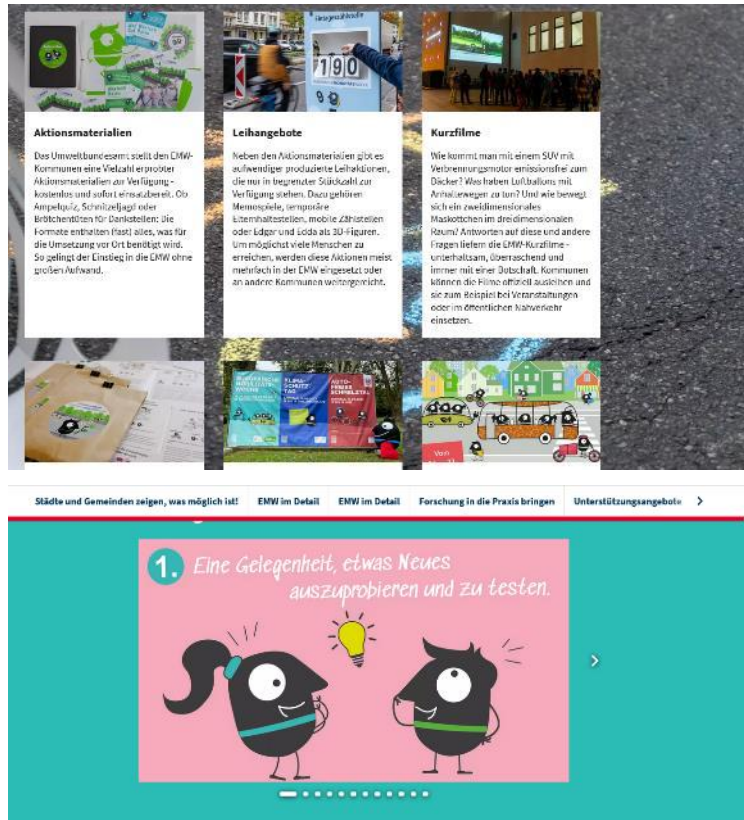 190
Aktionsmaterialien
Das Umweltbundesamt stellt den EMW-
Kommunen eine Vielzahl erprobter
Aktionsmaterialien zur Verfügung –
kostenlos und sofort einsatzbereit. Ob
Ampelquiz, Schnitzeljagd oder
Brötchentüten für Dankstellen: Die
Formate enthalten (fast) alles, was für
die Umsetzung vor Ort benötigt wird.
So gelingt der Einstieg in die EMW ohne
großen Aufwand.
Leihangebote
Neben den Aktionsmaterialien gibt es
aufwendiger produzierte Leihaktionen,
die nur in begrenzter Stückzahl zur
Verfügung stehen. Dazu gehören
Memospiele, temporäre
Elternhaltestellen, mobile Zählstellen
oder Edgar und Edda als 3D-Figuren.
Um möglichst viele Menschen zu
erreichen, werden diese Aktionen meist
mehrfach in der EMW eingesetzt oder
an andere Kommunen weitergereicht.
Kurzfilme
Wie kommt man mit einem SUV mit
Verbrennungsmotor emissionsfrei zum
Bäcker? Was haben Luftballons mit
Anhaltewegen zu tun? Und wie bewegt
sich ein zweidimensionales
Maskottchen im dreidimensionalen
Raum? Antworten auf diese und andere
Fragen liefern die EMW-Kurzfilme –
unterhaltsam, überraschend und
immer mit einer Botschaft. Kommunen
können die Filme offiziell ausleihen und
sie zum Beispiel bei Veranstaltungen
oder im öffentlichen Nahverkehr
einsetzen.
KLIMA-
SCHUTZ-
TAG
AUTO-
FREIES
SCHMELZTAL
Vom
Städte und Gemeinden zeigen, was möglich ist! EMW im Detail EMW im Detail Forschung in die Praxis bringen Unterstützungsangebote
1. Eine Gelegenheit, etwas Neues
auszuprobieren und zu testen.